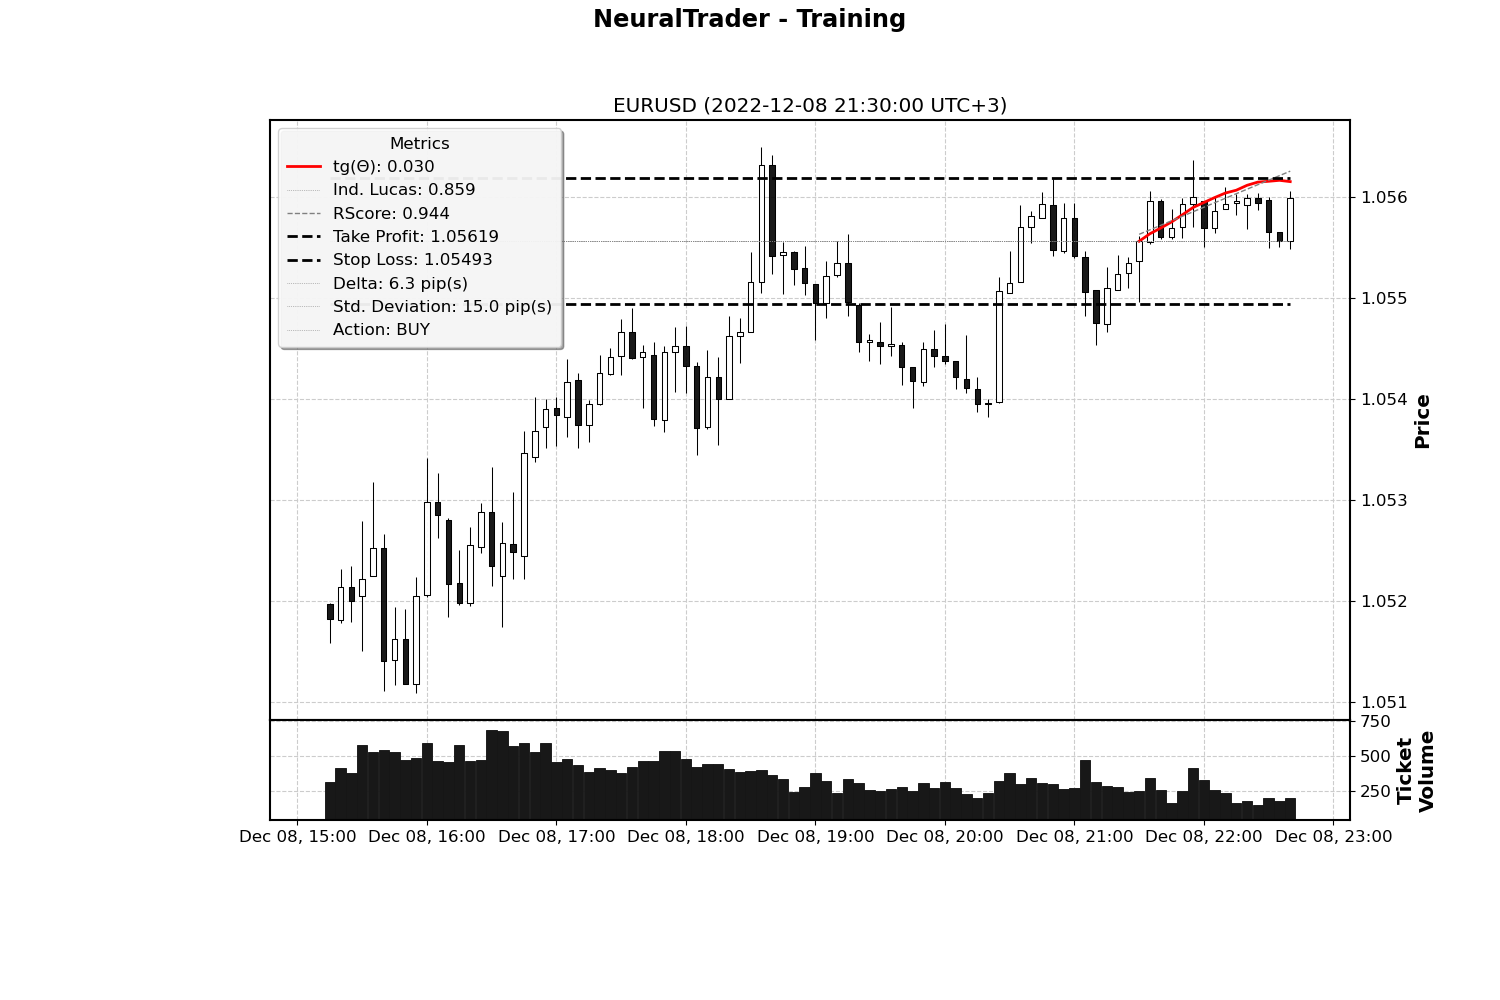 NeuralTrader - Training
EURUSD (2022-12-08 21:30:00 UTC+3)
Metrics
tg(Θ): 0.030
Ind. Lucas: 0.859
RScore: 0.944
Take Profit: 1.05619
Stop Loss: 1.05493
Delta: 6.3 pip(s)
Std. Deviation: 15.0 pip(s)
Action: BUY
1.056
1.055
1.054
1.053
1.052
1.051
Price
750
500
250
Ticket
Volume
Dec 08, 15:00 Dec 08, 16:00 Dec 08, 17:00 Dec 08, 18:00 Dec 08, 19:00 Dec 08, 20:00 Dec 08, 21:00 Dec 08, 22:00 Dec 08, 23:00